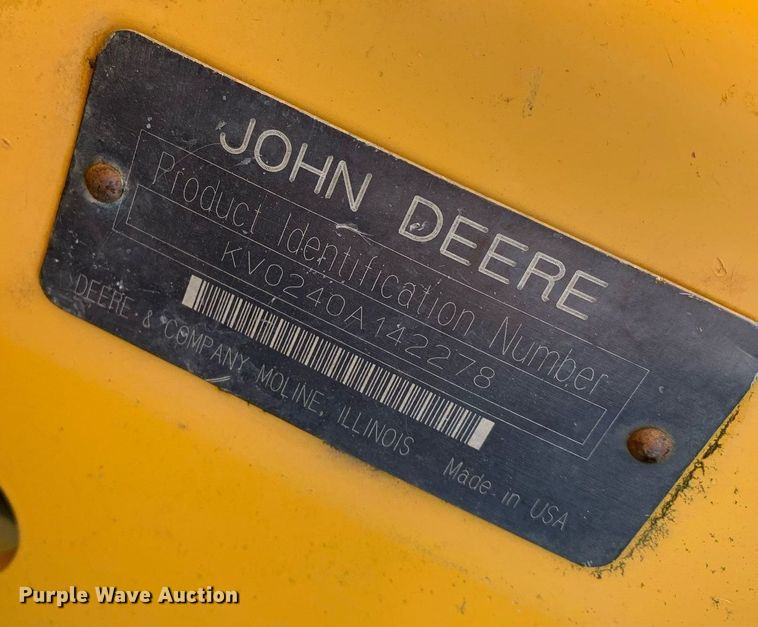 JOHN DEERE
Product Identification Number
KV0240A142278
DEERE & COMPANY MOLINE, ILLINOIS
Made in USA
Purple Wave Auction